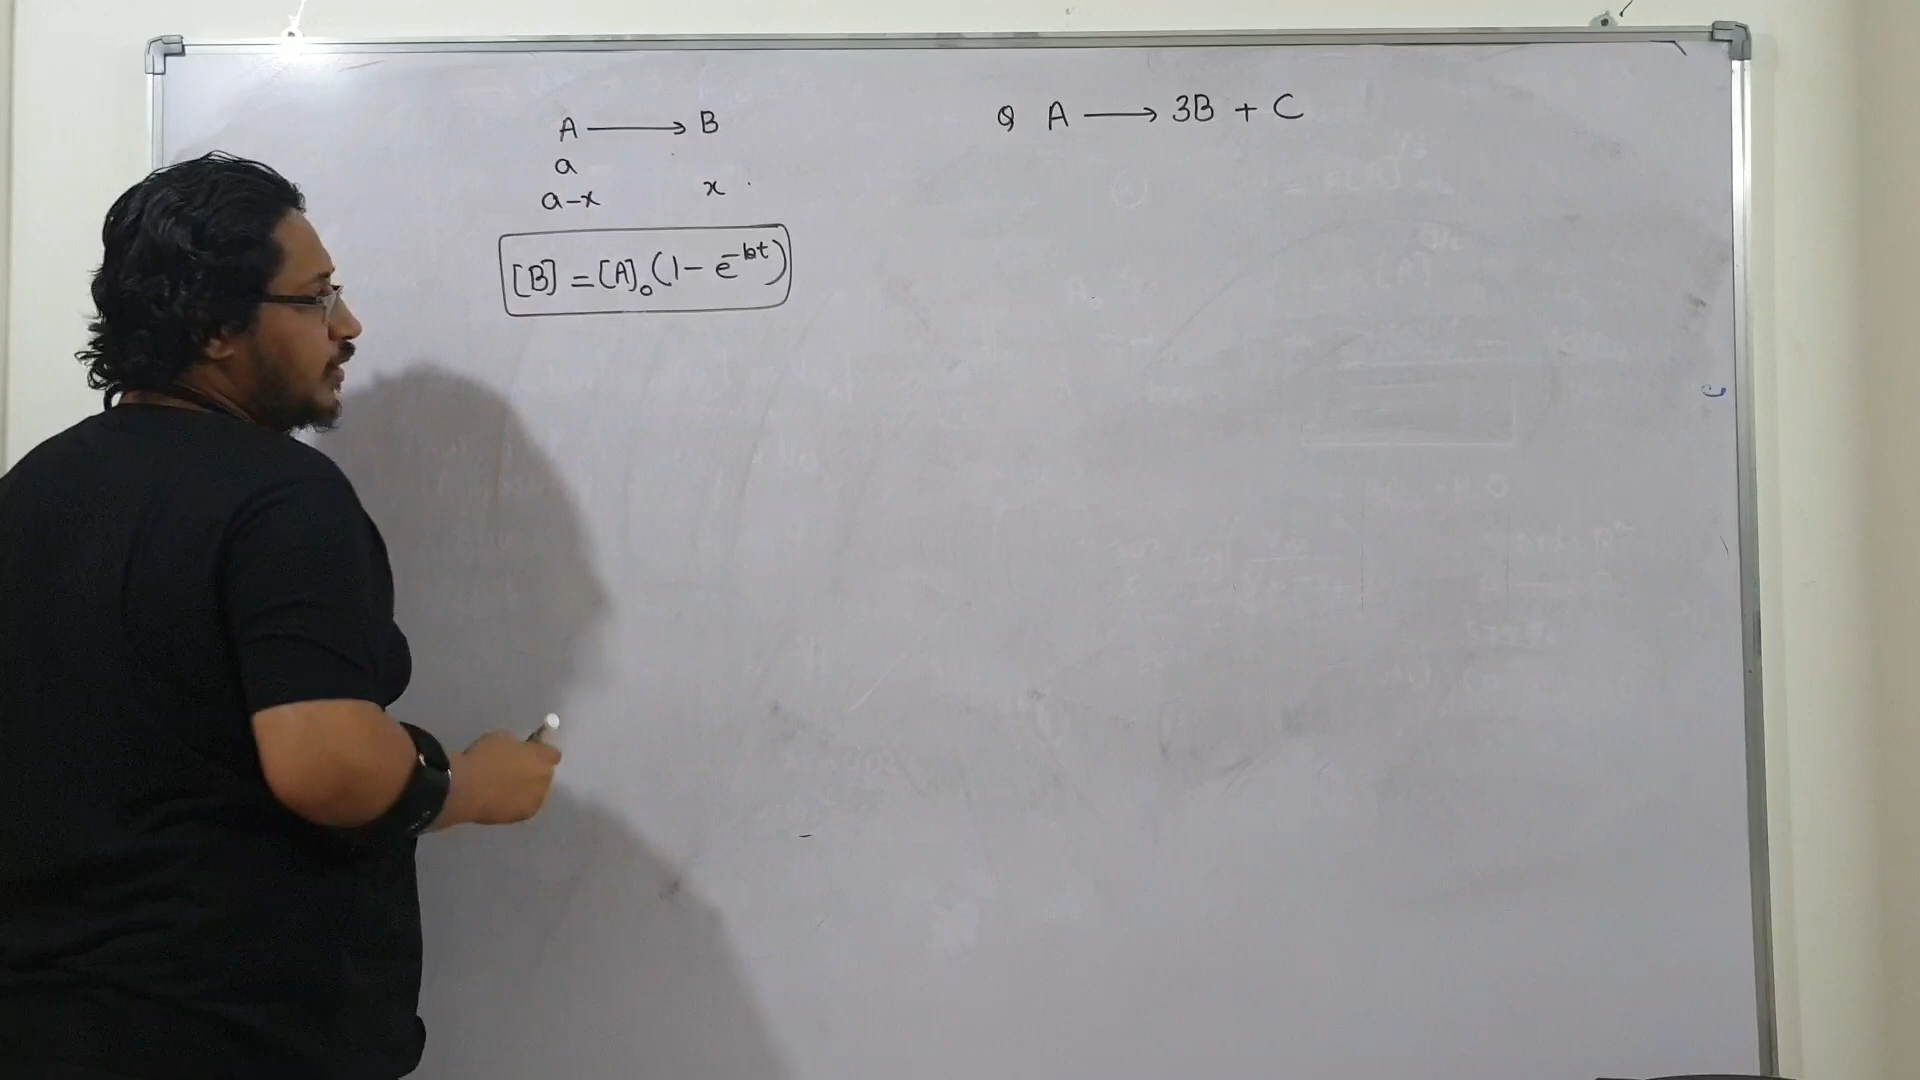 A ⟶ B
a
a-x x
[B] = [A]₀ (1 - e^-kt)
Q A ⟶ 3B + C